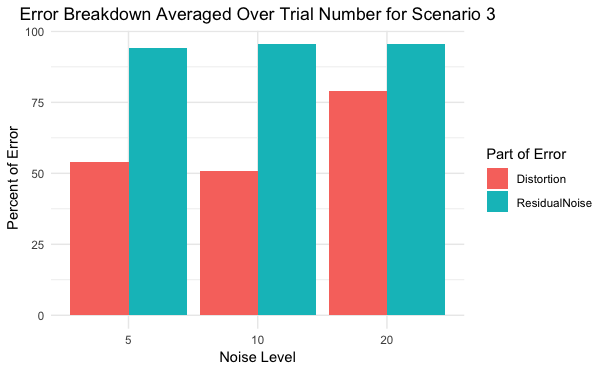 Error Breakdown Averaged Over Trial Number for Scenario 3
100
75
50
25
0
Percent of Error
5 10 20
Noise Level
Part of Error
Distortion
ResidualNoise